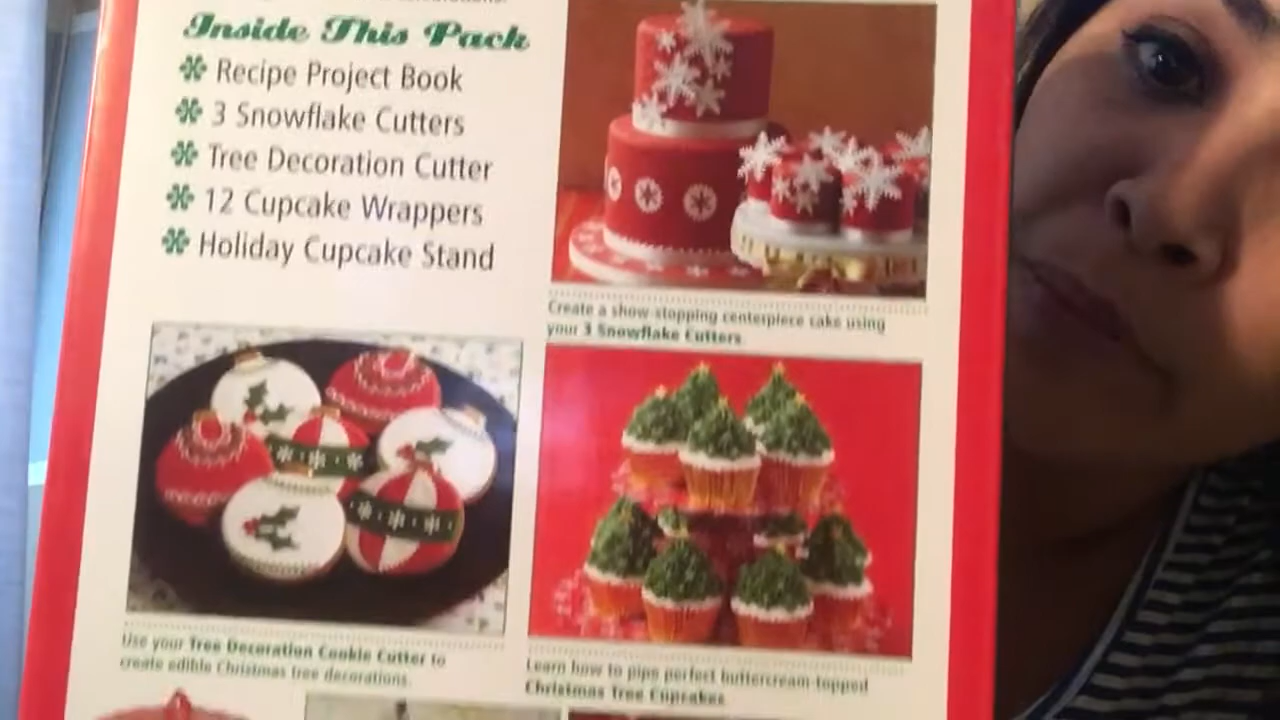 Inside This Pack
Recipe Project Book
3 Snowflake Cutters
Tree Decoration Cutter
12 Cupcake Wrappers
Holiday Cupcake Stand
Create a show-stopping centerpiece cake using
your 3 Snowflake Cutters.
Use your Tree Decoration Cookie Cutter to
create edible Christmas tree decorations.
Learn how to pipe perfect buttercream-topped
Christmas Tree Cupcakes.